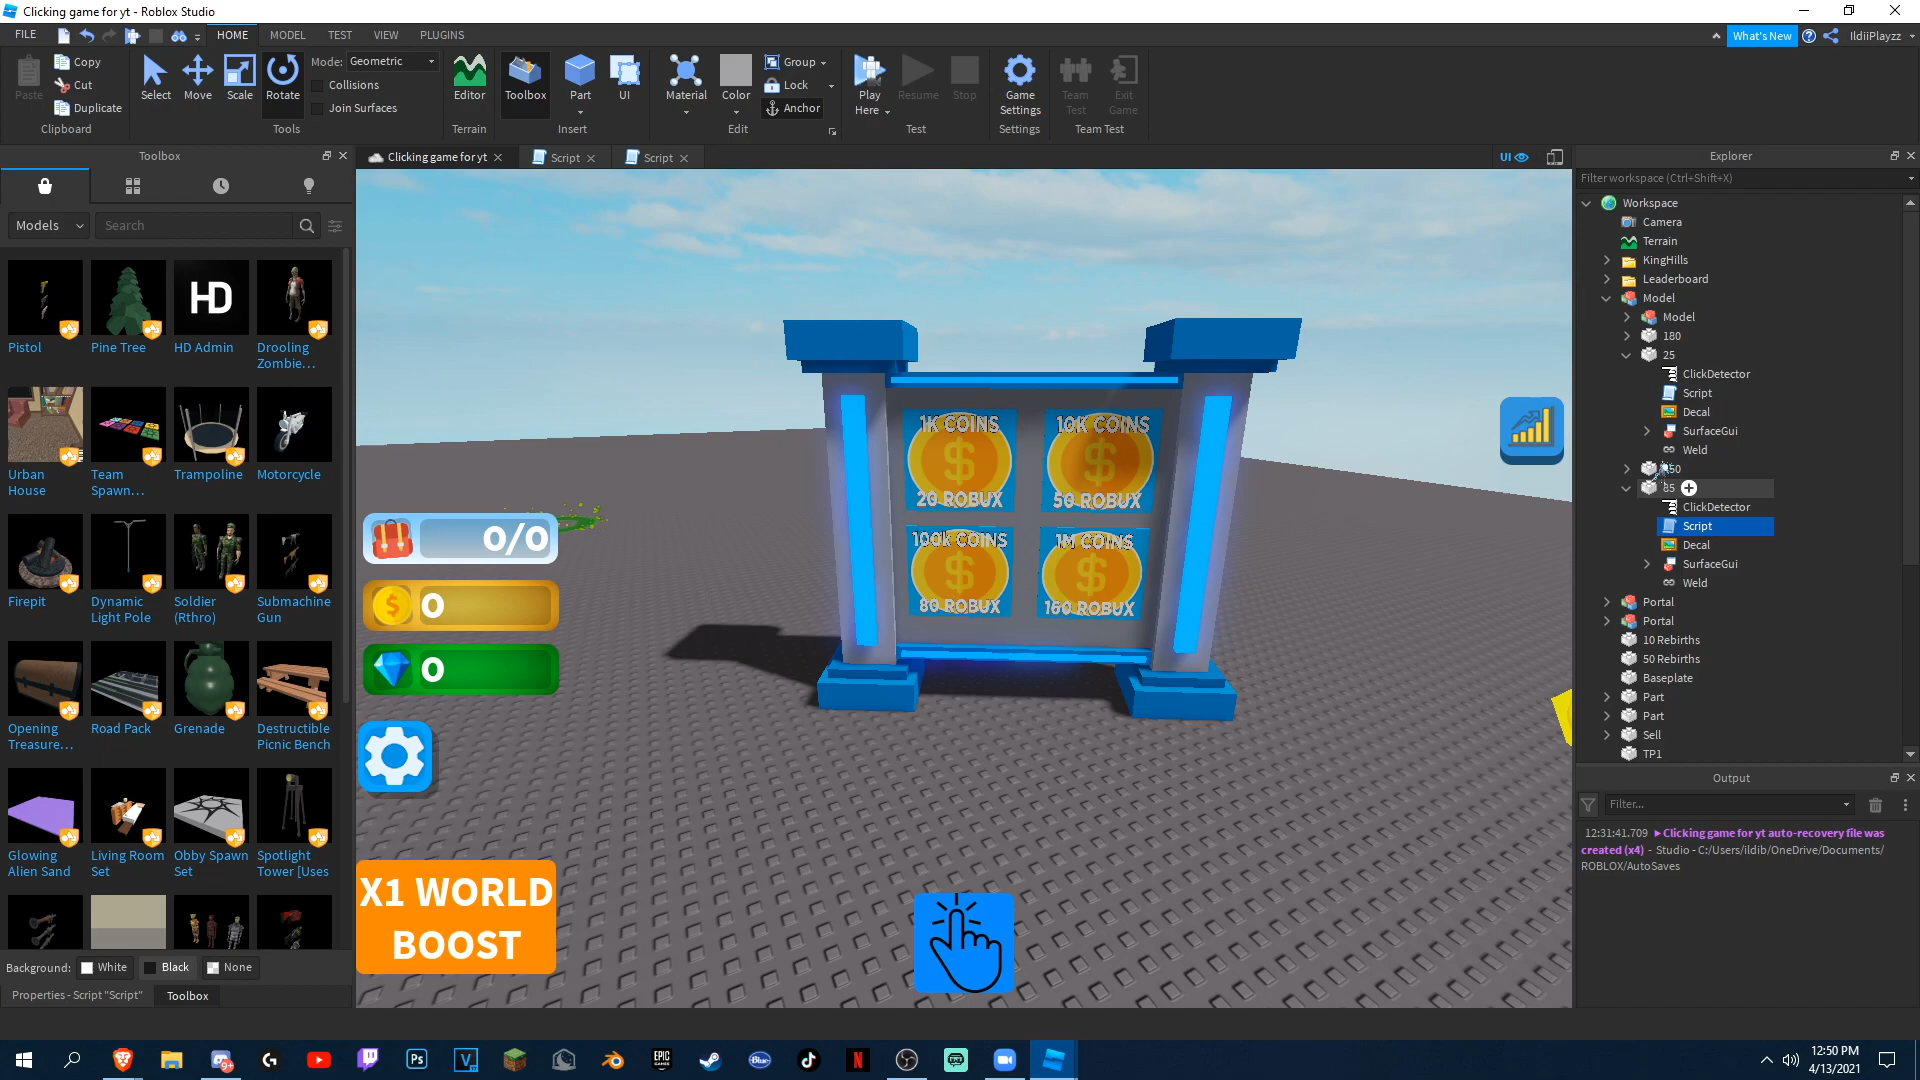 Clicking game for yt - Roblox Studio
FILE
HOME
MODEL
TEST
VIEW
PLUGINS
What's New
IldiiPlayzz
Paste
Copy
Cut
Duplicate
Clipboard
Select
Move
Scale
Rotate
Mode:
Geometric
Collisions
Join Surfaces
Tools
Editor
Terrain
Toolbox
Part
UI
Insert
Material
Color
Group
Lock
Anchor
Edit
Play
Here
Resume
Stop
Test
Game
Settings
Settings
Team
Test
Exit
Game
Team Test
Toolbox
Clicking game for yt
Script
Script
UI
Explorer
Models
Search
Filter workspace (Ctrl+Shift+X)
HD
Pistol
Pine Tree
HD Admin
Drooling
Zombie...
Urban
House
Team
Spawn...
Trampoline
Motorcycle
Firepit
Dynamic
Light Pole
Soldier
(Rthro)
Submachine
Gun
Opening
Treasure...
Road Pack
Grenade
Destructible
Picnic Bench
Glowing
Alien Sand
Living Room
Set
Obby Spawn
Set
Spotlight
Tower [Uses
Background:
White
Black
None
Properties - Script "Script"
Toolbox
1K COINS
20 ROBUX
10K COINS
50 ROBUX
100K COINS
80 ROBUX
1M COINS
160 ROBUX
0/0
0
0
X1 WORLD
BOOST
Workspace
Camera
Terrain
KingHills
Leaderboard
Model
Model
180
25
ClickDetector
Script
Decal
SurfaceGui
Weld
85
ClickDetector
Script
Decal
SurfaceGui
Weld
Portal
Portal
10 Rebirths
50 Rebirths
Baseplate
Part
Part
Sell
TP1
Output
Filter...
12:31:41.709 ▸ Clicking game for yt auto-recovery file was
created (x4) - Studio - C:/Users/ildib/OneDrive/Documents/
ROBLOX/AutoSaves
9+
Ps
V
EPIC
GAMES
Blue
N
12:50 PM
4/13/2021